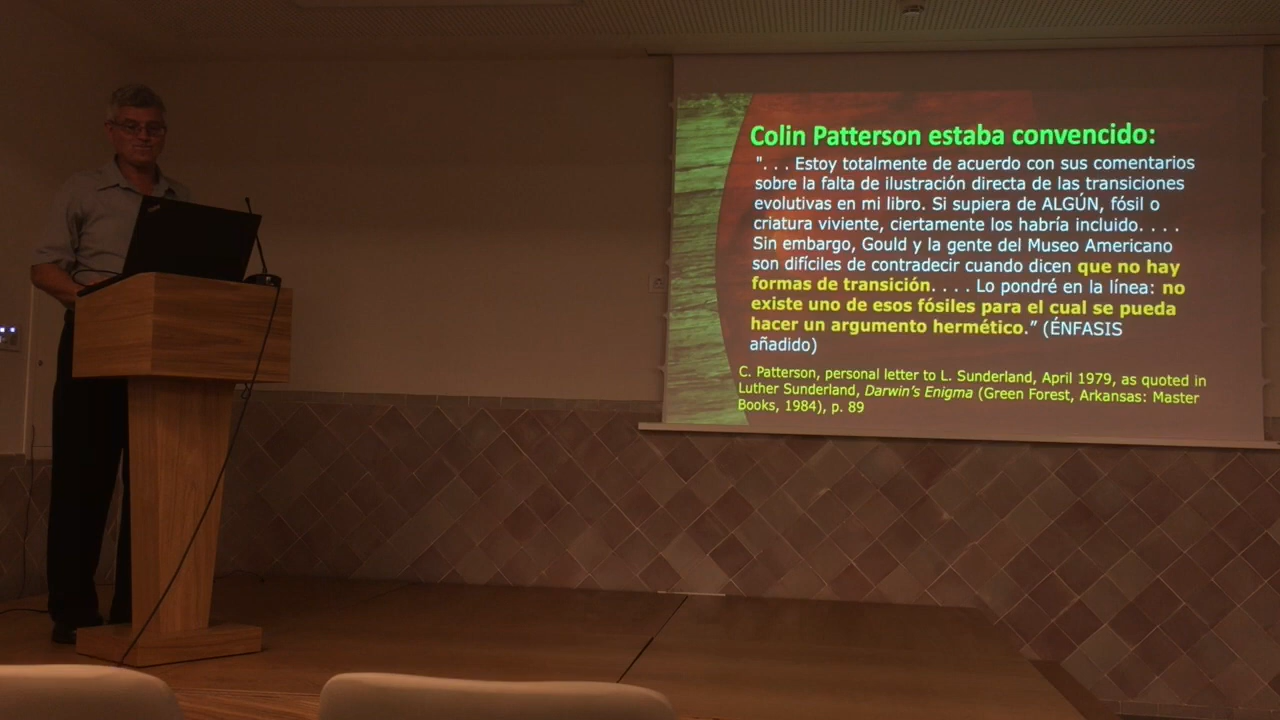 Colin Patterson estaba convencido:
". . . Estoy totalmente de acuerdo con sus comentarios
sobre la falta de ilustración directa de las transiciones
evolutivas en mi libro. Si supiera de ALGÚN, fósil o
criatura viviente, ciertamente los habría incluido. . . .
Sin embargo, Gould y la gente del Museo Americano
son difíciles de contradecir cuando dicen que no hay
formas de transición. . . . Lo pondré en la línea: no
existe uno de esos fósiles para el cual se pueda
hacer un argumento hermético.” (ÉNFASIS
añadido)
C. Patterson, personal letter to L. Sunderland, April 1979, as quoted in
Luther Sunderland, Darwin’s Enigma (Green Forest, Arkansas: Master
Books, 1984), p. 89